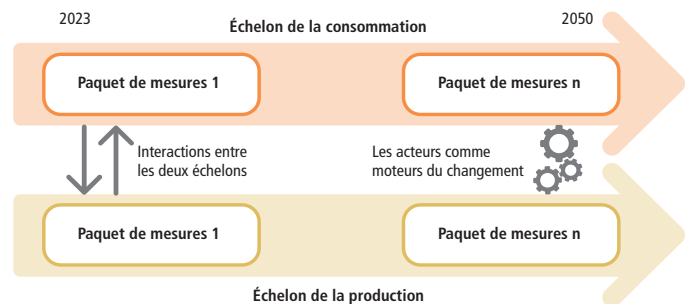 2023
Échelon de la consommation
2050
Paquet de mesures 1
Paquet de mesures n
Interactions entre
les deux échelons
Les acteurs comme
moteurs du changement
Paquet de mesures 1
Paquet de mesures n
Échelon de la production